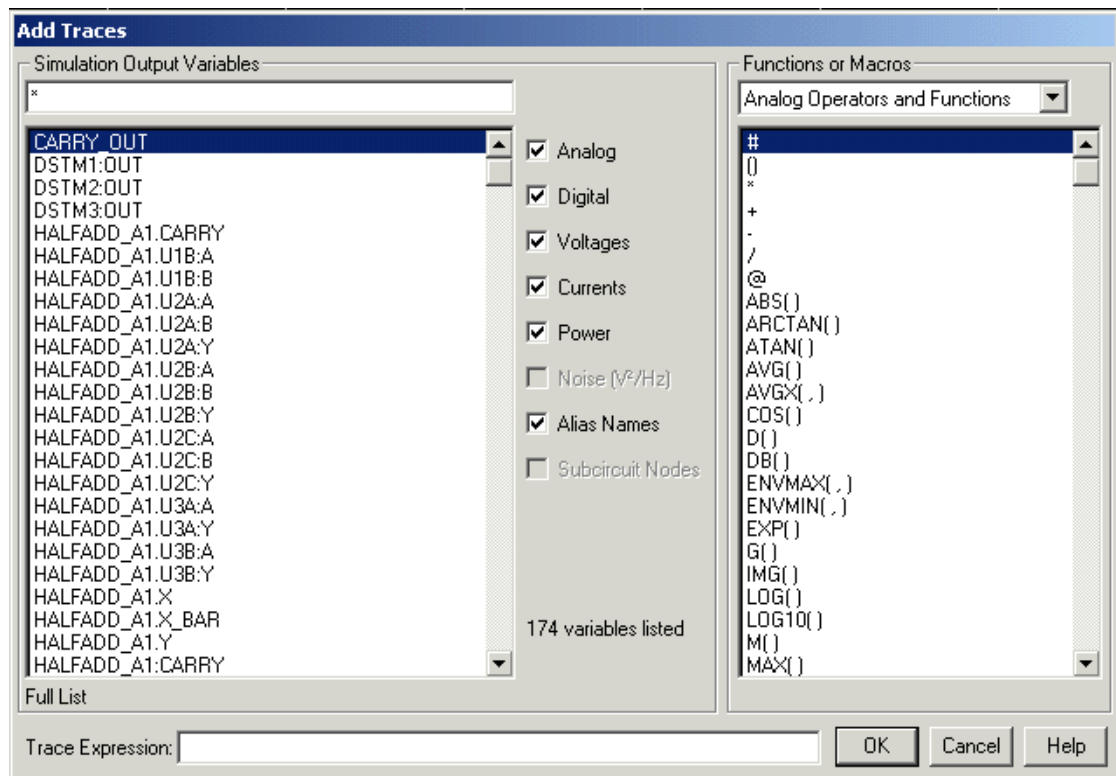 Add Traces
Simulation Output Variables
*
CARRY_OUT
DSTM1:OUT
DSTM2:OUT
DSTM3:OUT
HALFADD_A1.CARRY
HALFADD_A1.U1B:A
HALFADD_A1.U1B:B
HALFADD_A1.U2A:A
HALFADD_A1.U2A:B
HALFADD_A1.U2A:Y
HALFADD_A1.U2B:A
HALFADD_A1.U2B:B
HALFADD_A1.U2B:Y
HALFADD_A1.U2C:A
HALFADD_A1.U2C:B
HALFADD_A1.U2C:Y
HALFADD_A1.U3A:A
HALFADD_A1.U3A:Y
HALFADD_A1.U3B:A
HALFADD_A1.U3B:Y
HALFADD_A1.X
HALFADD_A1.X_BAR
HALFADD_A1.Y
HALFADD_A1:CARRY
Full List
Analog
Digital
Voltages
Currents
Power
Noise (V²/Hz)
Alias Names
Subcircuit Nodes
174 variables listed
Functions or Macros
Analog Operators and Functions
#
()
*
+
-
/
@
ABS( )
ARCTAN( )
ATAN( )
AVG( )
AVGX( , )
COS( )
D( )
DB( )
ENVMAX( , )
ENVMIN( , )
EXP( )
G( )
IMG( )
LOG( )
LOG10( )
M( )
MAX( )
Trace Expression:
OK
Cancel
Help